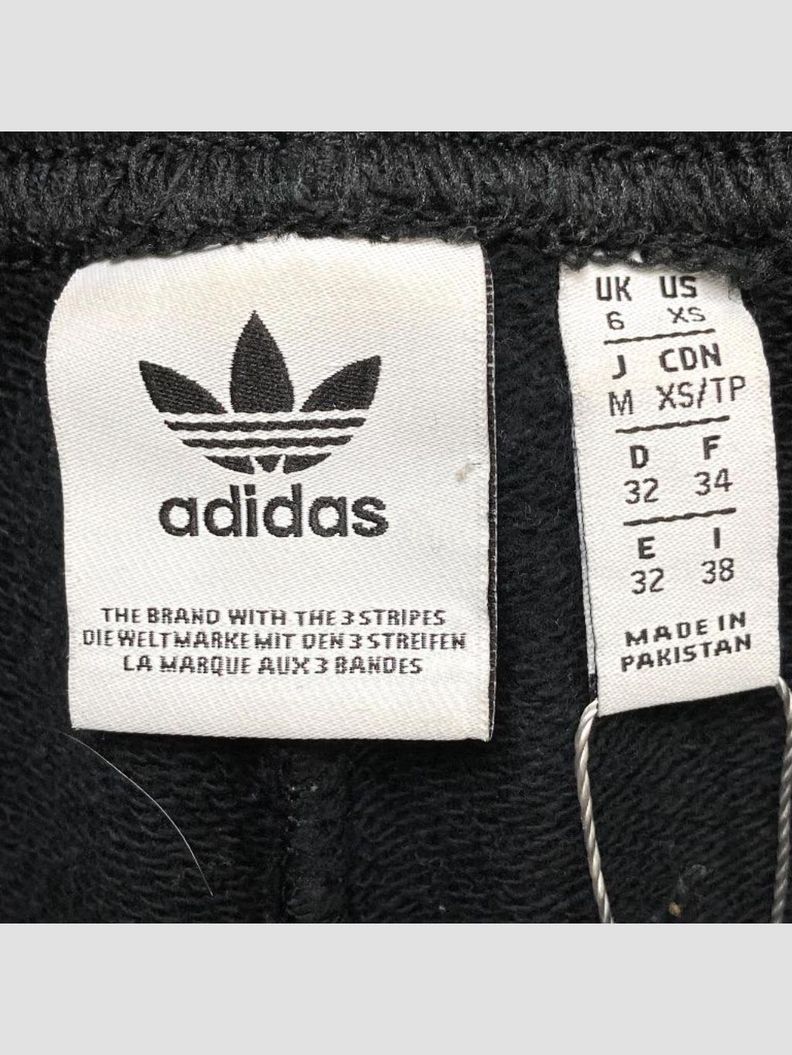 adidas
THE BRAND WITH THE 3 STRIPES
DIE WELTMARKE MIT DEN 3 STREIFEN
LA MARQUE AUX 3 BANDES
UK US
6 XS
J CDN
M XS/TP
D F
32 34
E I
32 38
MADE IN
PAKISTAN